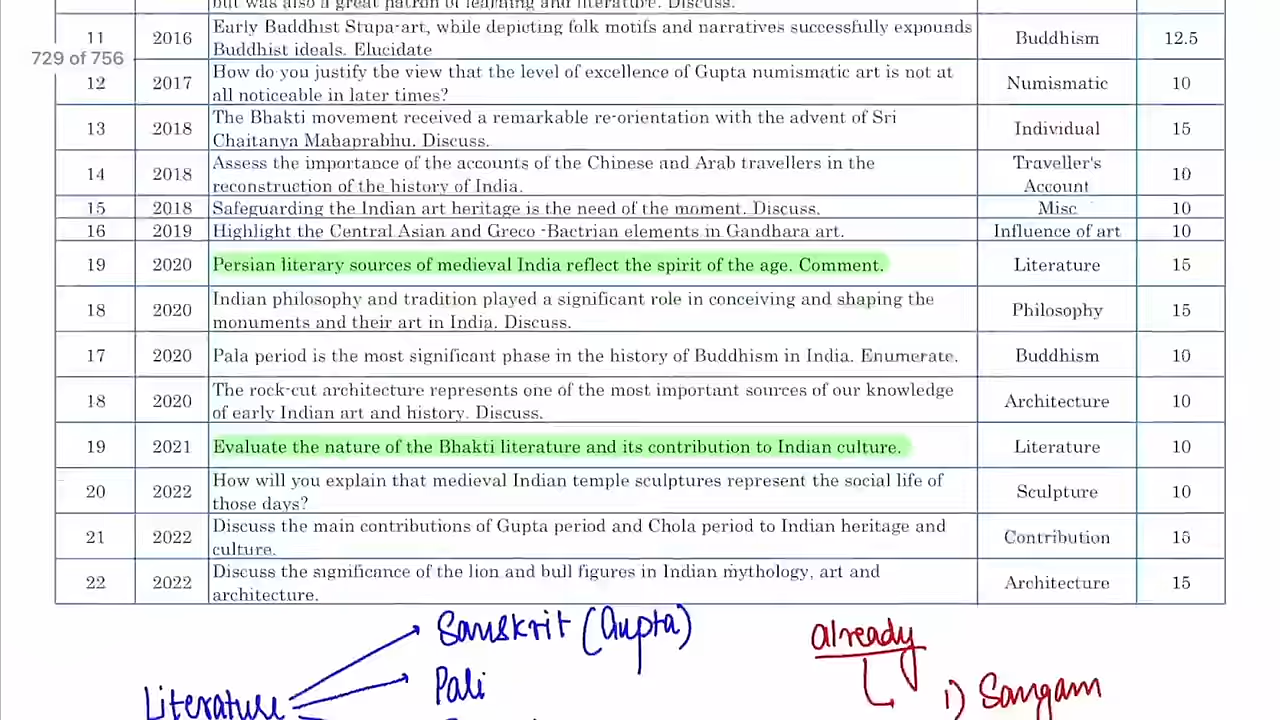 but was also a great patron of learning and literature. Discuss.
11 2016 Early Buddhist Stupa-art, while depicting folk motifs and narratives successfully expounds Buddhism 12.5
Buddhist ideals. Elucidate
729 of 756
12 2017 How do you justify the view that the level of excellence of Gupta numismatic art is not at Numismatic 10
all noticeable in later times?
13 2018 The Bhakti movement received a remarkable re-orientation with the advent of Sri Individual 15
Chaitanya Mahaprabhu. Discuss.
14 2018 Assess the importance of the accounts of the Chinese and Arab travellers in the Traveller's 10
reconstruction of the history of India. Account
15 2018 Safeguarding the Indian art heritage is the need of the moment. Discuss. Misc 10
16 2019 Highlight the Central Asian and Greco -Bactrian elements in Gandhara art. Influence of art 10
19 2020 Persian literary sources of medieval India reflect the spirit of the age. Comment. Literature 15
18 2020 Indian philosophy and tradition played a significant role in conceiving and shaping the Philosophy 15
monuments and their art in India. Discuss.
17 2020 Pala period is the most significant phase in the history of Buddhism in India. Enumerate. Buddhism 10
18 2020 The rock-cut architecture represents one of the most important sources of our knowledge Architecture 10
of early Indian art and history. Discuss.
19 2021 Evaluate the nature of the Bhakti literature and its contribution to Indian culture. Literature 10
20 2022 How will you explain that medieval Indian temple sculptures represent the social life of Sculpture 10
those days?
21 2022 Discuss the main contributions of Gupta period and Chola period to Indian heritage and Contribution 15
culture.
22 2022 Discuss the significance of the lion and bull figures in Indian mythology, art and Architecture 15
architecture.
Sanskrit (Gupta)
already
Pali
Literature
i) Sangam